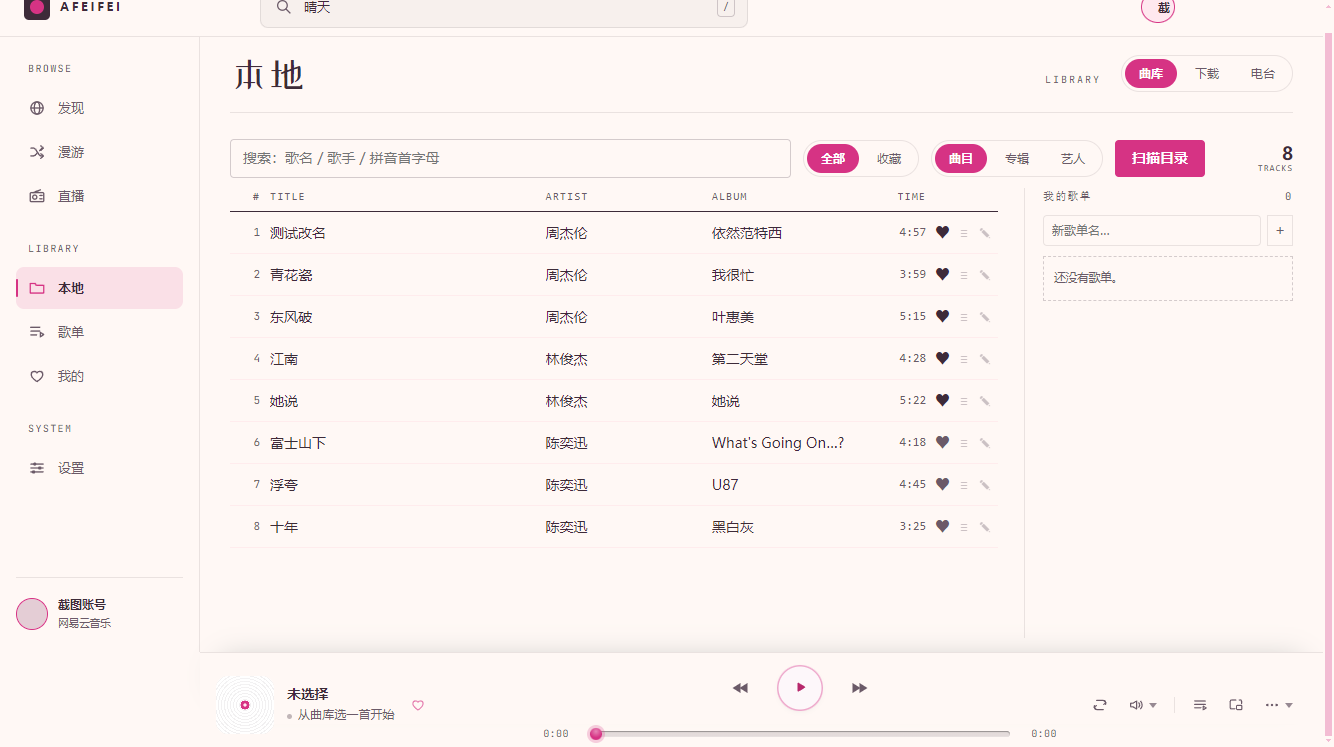 AFEIFEI
晴天
/
截
BROWSE
发现
漫游
直播
LIBRARY
本地
歌单
我的
SYSTEM
设置
截图账号
网易云音乐
本地
LIBRARY
曲库 下载 电台
搜索：歌名 / 歌手 / 拼音首字母
全部 收藏
曲目 专辑 艺人
扫描目录
8
TRACKS
# TITLE ARTIST ALBUM TIME
1 测试改名 周杰伦 依然范特西 4:57
2 青花瓷 周杰伦 我很忙 3:59
3 东风破 周杰伦 叶惠美 5:15
4 江南 林俊杰 第二天堂 4:28
5 她说 林俊杰 她说 5:22
6 富士山下 陈奕迅 What's Going On...? 4:18
7 浮夸 陈奕迅 U87 4:45
8 十年 陈奕迅 黑白灰 3:25
我的歌单 0
新歌单名... +
还没有歌单。
未选择
从曲库选一首开始
0:00 0:00